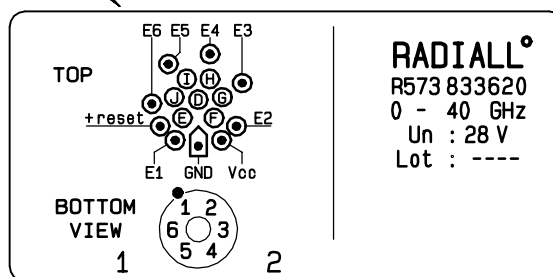 E6 E5 E4 E3
TOP
I H
J D G
E F
+reset E2
E1 GND Vcc
BOTTOM VIEW
1 2
6 3
5 4
1 2
RADIALL°
R573 833620
0 - 40 GHz
Un : 28 V
Lot : ----